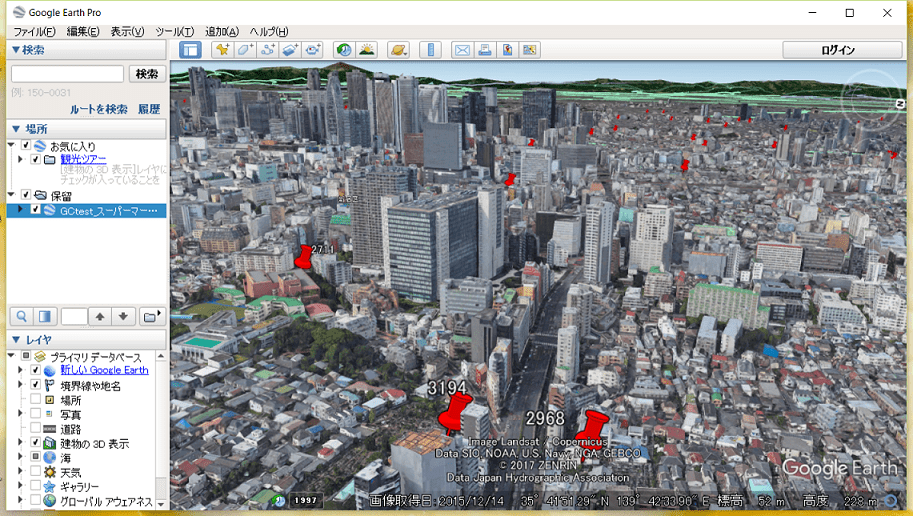 Google Earth Pro
ファイル(F) 編集(E) 表示(V) ツール(T) 追加(A) ヘルプ(H)
▼検索
ログイン
検索
例: 150-0031
ルートを検索 履歴
▼ 場所
お気に入り
観光ツアー
[建物の 3D 表示]レイヤに
チェックが入っていることを
保留
GCtest_スーパーマー…
2711
3194
2968
▼ レイヤ
プライマリ データベース
新しい Google Earth
境界線や地名
場所
写真
道路
建物の 3D 表示
海
天気
ギャラリー
グローバル アウェアネス
Image Landsat / Copernicus
Data SIO, NOAA, U.S. Navy, NGA, GEBCO
© 2017 ZENRIN
Data Japan Hydrographic Association
Google Earth
1997
画像取得日: 2015/12/14 35° 41'51.29" N 139° 42'33.90" E 標高 52 m 高度 228 m